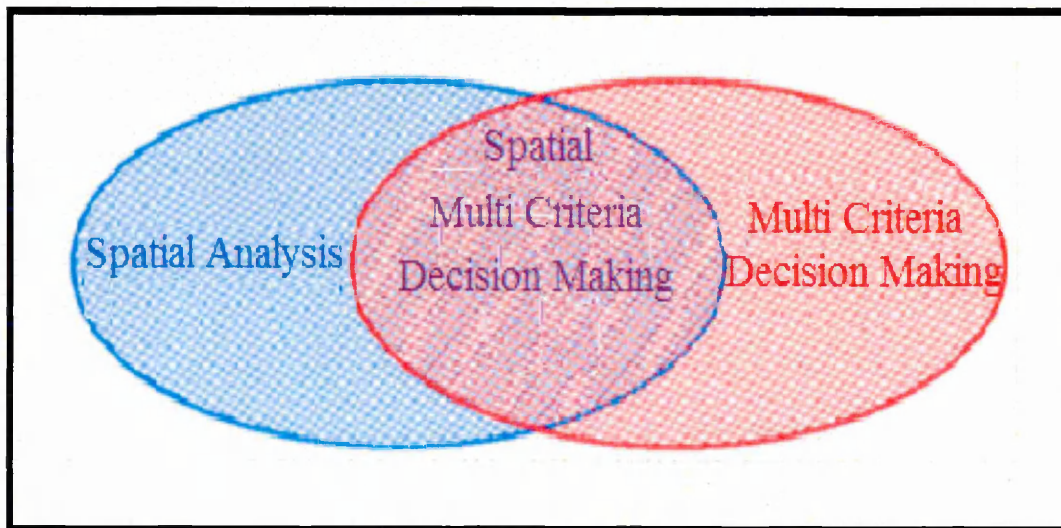 Spatial Analysis
Spatial
Multi Criteria
Decision Making
Multi Criteria
Decision Making